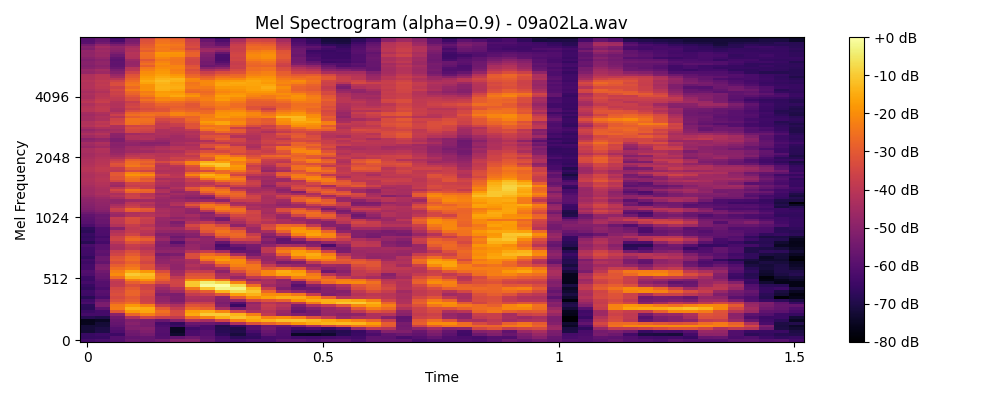 Mel Spectrogram (alpha=0.9) - 09a02La.wav
Mel Frequency
4096
2048
1024
512
0
0
0.5
1
1.5
Time
+0 dB
-10 dB
-20 dB
-30 dB
-40 dB
-50 dB
-60 dB
-70 dB
-80 dB